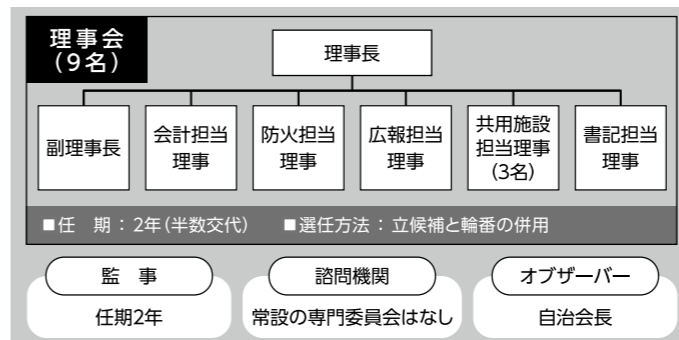 理事会
(9名)
理事長
副理事長
会計担当
理事
防火担当
理事
広報担当
理事
共用施設
担当理事
(3名)
書記担当
理事
■任　期：2年(半数交代)　■選任方法：立候補と輪番の併用
監　事
任期2年
諮問機関
常設の専門委員会はなし
オブザーバー
自治会長